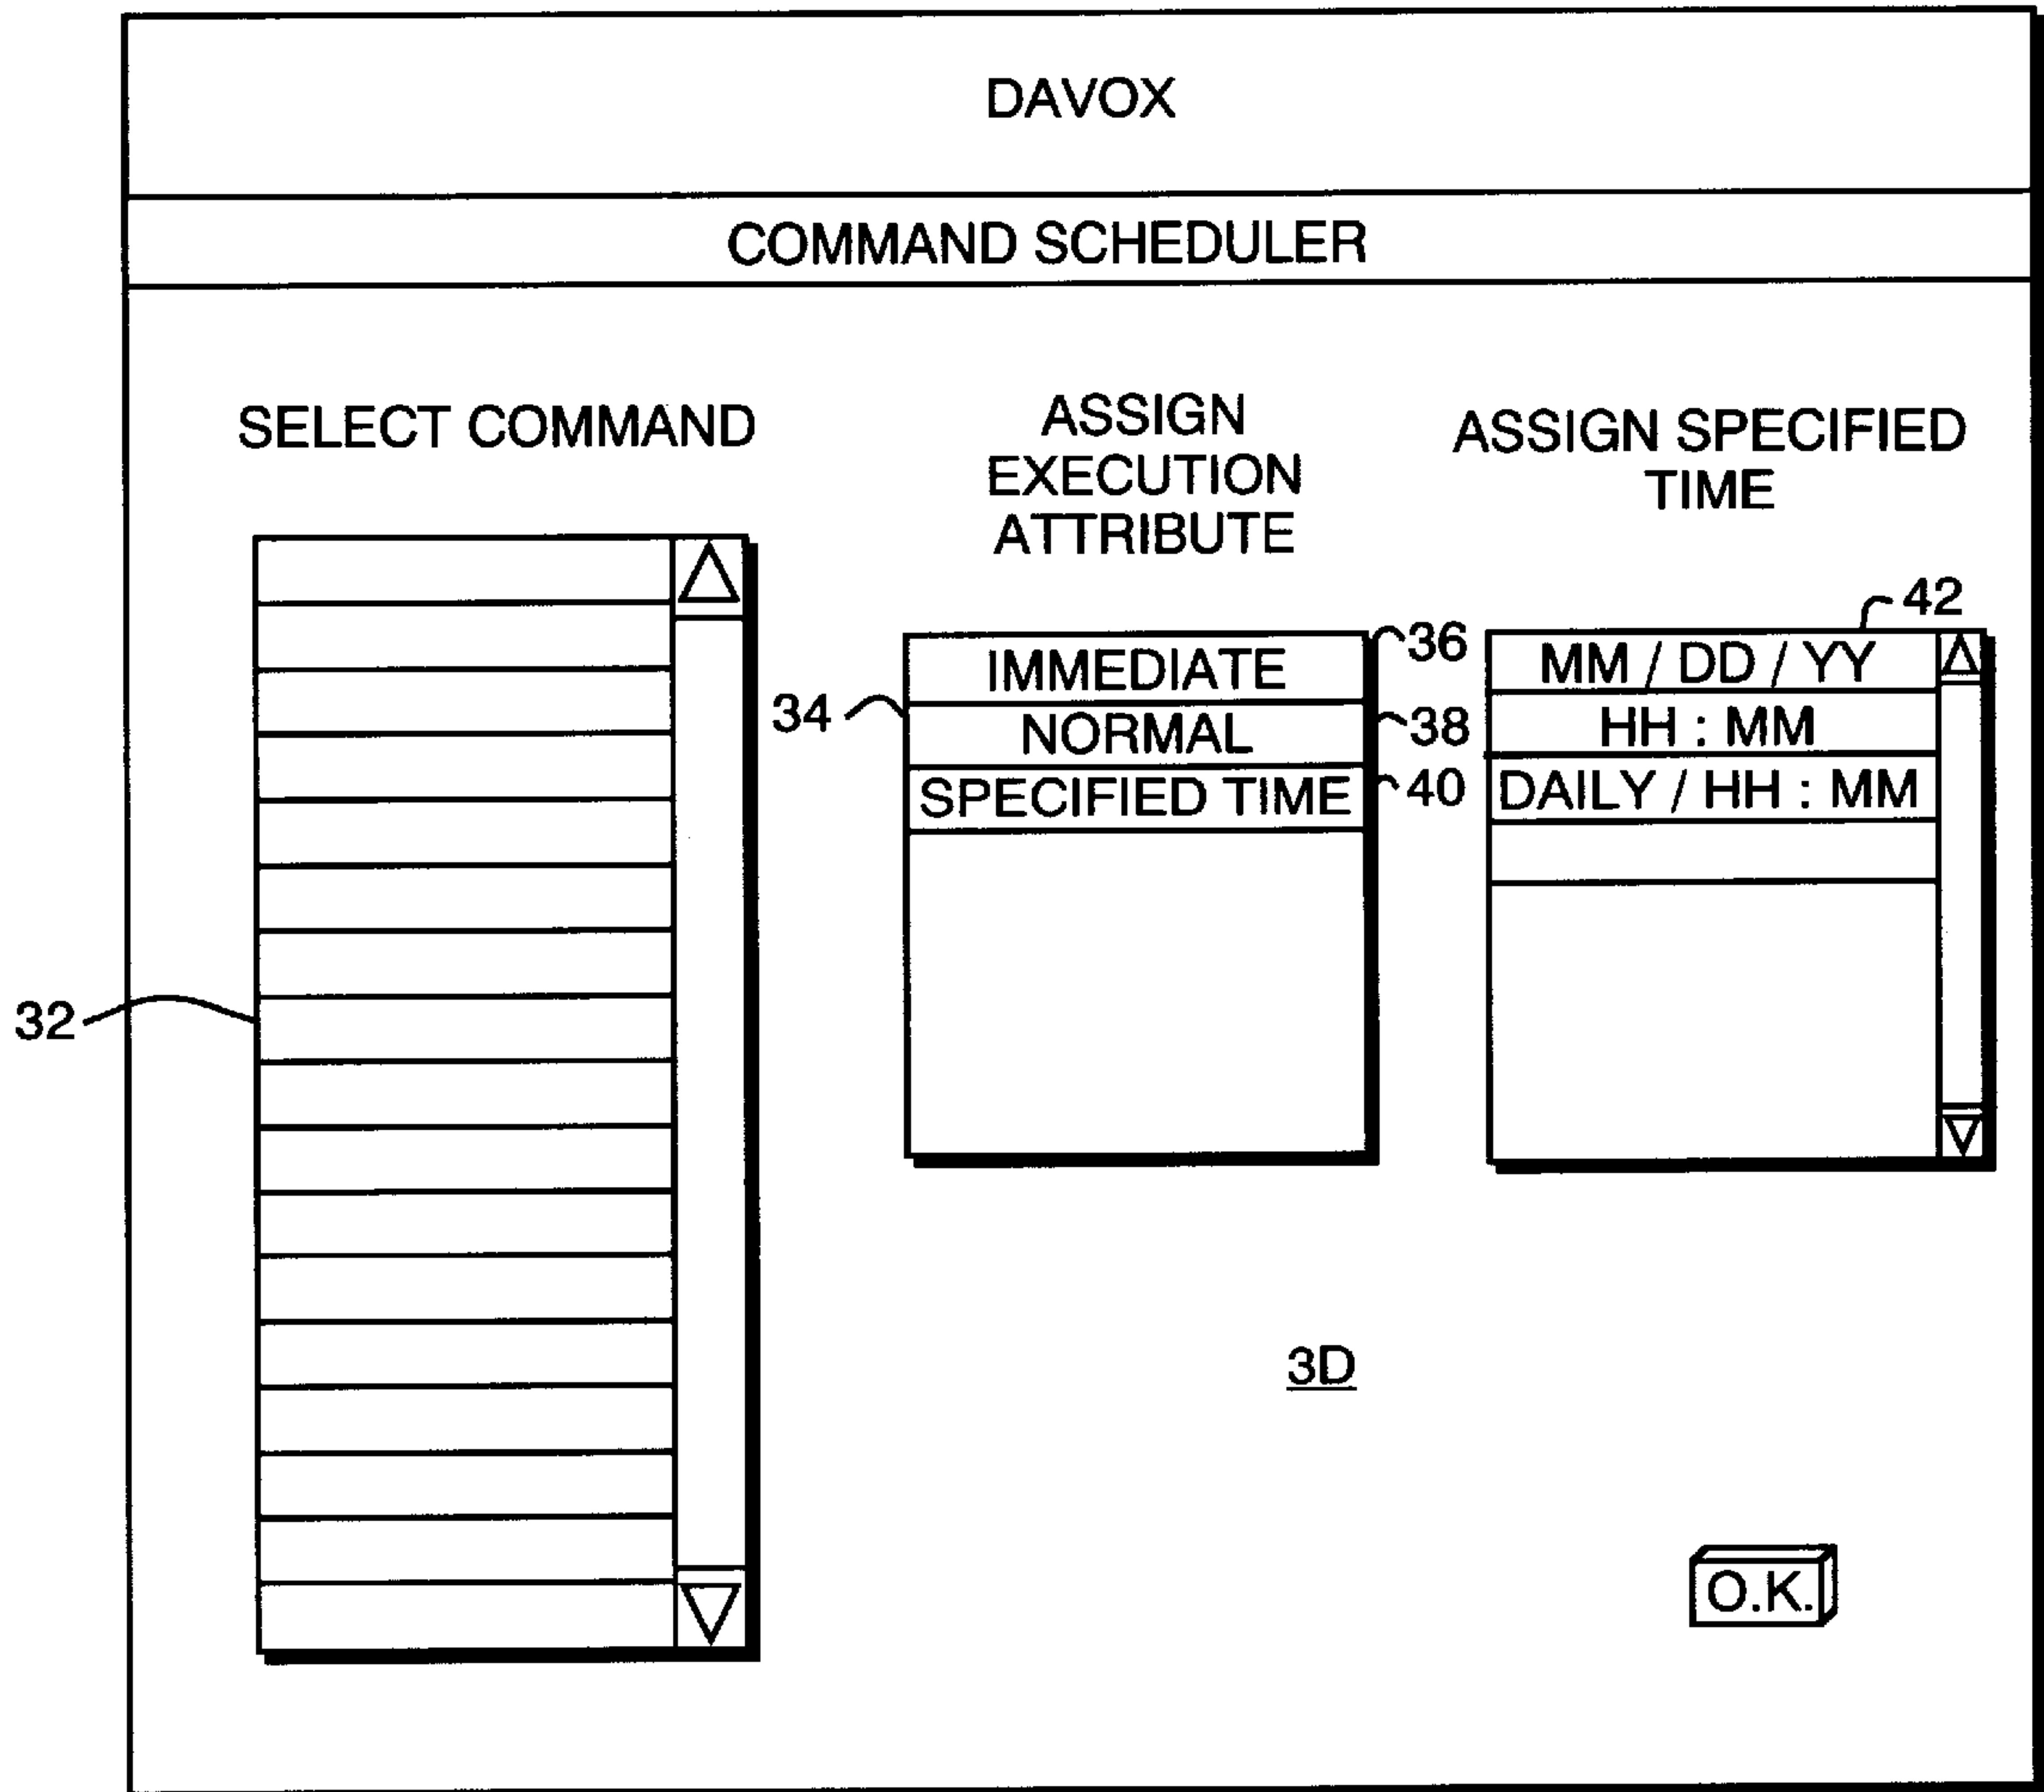 DAVOX
COMMAND SCHEDULER
SELECT COMMAND
ASSIGN
EXECUTION
ATTRIBUTE
ASSIGN SPECIFIED
TIME
32
34
IMMEDIATE
36
NORMAL
38
SPECIFIED TIME
40
42
MM / DD / YY
HH : MM
DAILY / HH : MM
3D
O.K.